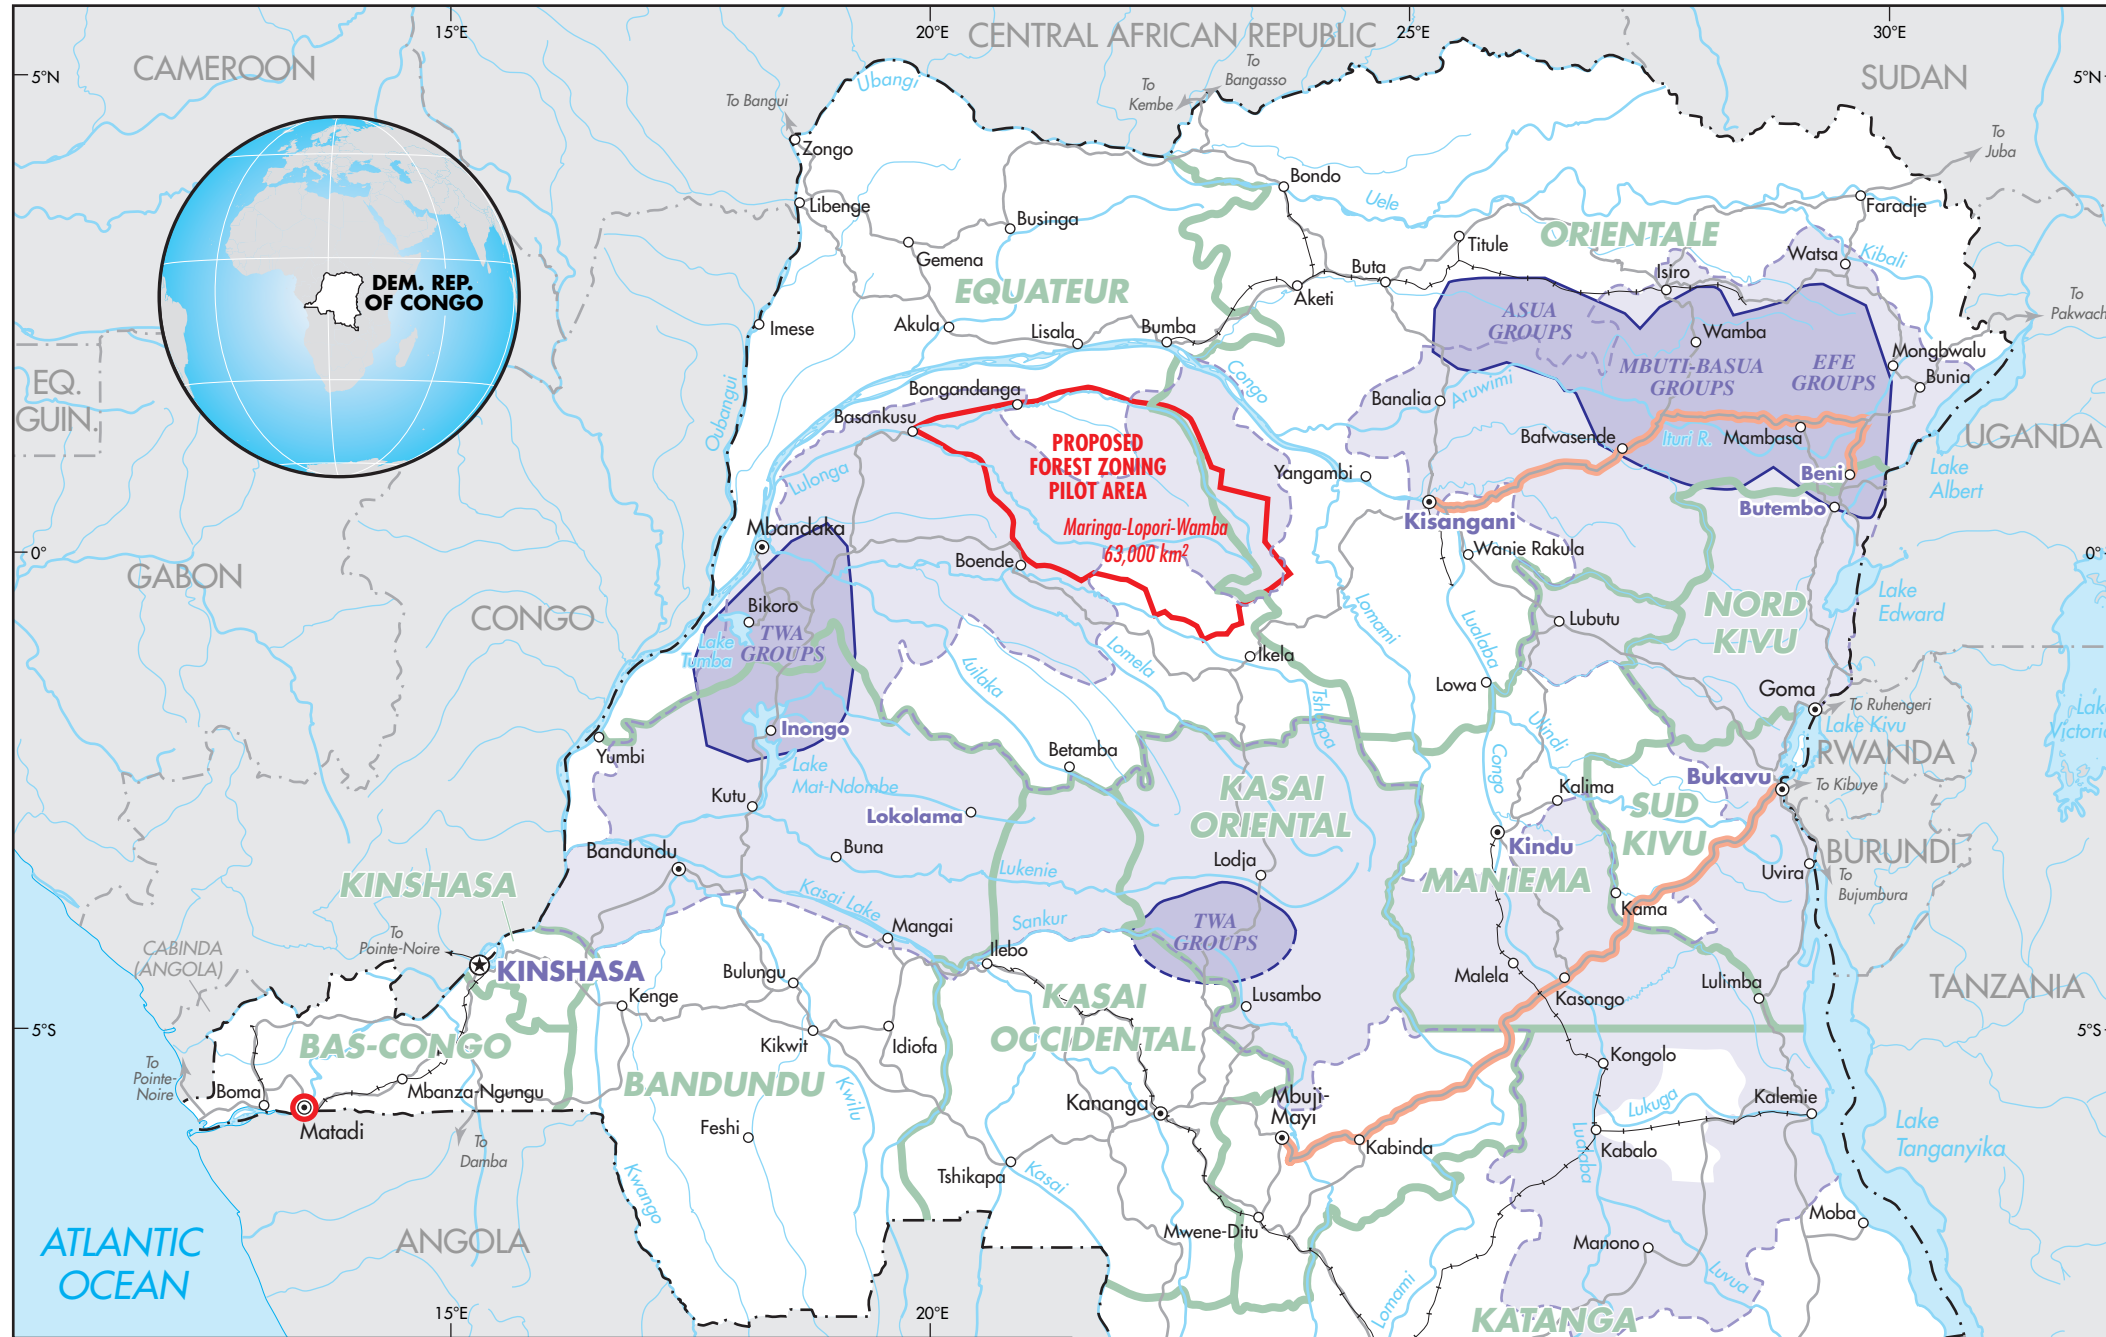 15°E
20°E
25°E
30°E
CENTRAL AFRICAN REPUBLIC
CAMEROON
SUDAN
5°N
5°N
To
Bangasso
To
Kembe
To Bangui
Ubangi
To
Juba
Zongo
Bondo
Uele
Libenge
Businga
Faradje
ORIENTALE
Titule
Watsa
Kibali
Gemena
Buta
Isiro
DEM. REP.
OF CONGO
EQUATEUR
Aketi
ASUA
GROUPS
To
Pakwach
Imese
Akula
Lisala
Bumba
Wamba
Mongbwalu
MBUTI-BASUA
GROUPS
EFE
GROUPS
Bunia
EQ.
GUIN.
Oubangui
Congo
Bongandanga
Banalia
Aruwimi
Basankusu
PROPOSED
FOREST ZONING
PILOT AREA
Maringa-Lopori-Wamba
63,000 km²
Bafwasende
Ituri R.
Mambasa
UGANDA
Lulonga
Yangambi
Beni
Lake
Albert
Butembo
Kisangani
Mbandaka
0°
0°
Wanie Rakula
Boende
GABON
CONGO
Lake
Edward
Bikoro
NORD
KIVU
Lubutu
Lomami
Lualaba
TWA
GROUPS
Lake
Tumba
Luilaka
Lomela
Ikela
Tshuapa
Lowa
Goma
To Ruhengeri
Lake Kivu
Lake
Victoria
Inongo
Ulindi
Yumbi
Betamba
RWANDA
Lake
Mai-Ndombe
Congo
Bukavu
To Kibuye
KASAI
ORIENTAL
Kalima
Kutu
Lokolama
SUD
KIVU
Kindu
Bandundu
Buna
Lodja
BURUNDI
Lukenie
MANIEMA
Uvira
To
Bujumbura
KINSHASA
Kasai Lake
Kama
Mangai
Sankur
TWA
GROUPS
To
Pointe-Noire
CABINDA
(ANGOLA)
Ilebo
KINSHASA
Bulungu
Malela
Kasongo
Lulimba
TANZANIA
Kenge
KASAI
OCCIDENTAL
Lusambo
5°S
5°S
BAS-CONGO
Kikwit
Idiofa
To
Pointe-
Noire
Kongolo
Boma
Mbanza-Ngungu
BANDUNDU
Kwilu
Kananga
Mbuji-
Mayi
Lukuga
Kalemie
Matadi
Feshi
Lake
Tanganyika
To
Damba
Kabinda
Lualaba
Kabalo
Tshikapa
Kasai
Kwango
Moba
ATLANTIC
OCEAN
ANGOLA
Mwene-Ditu
Manono
Luvua
Lomami
KATANGA
15°E
20°E